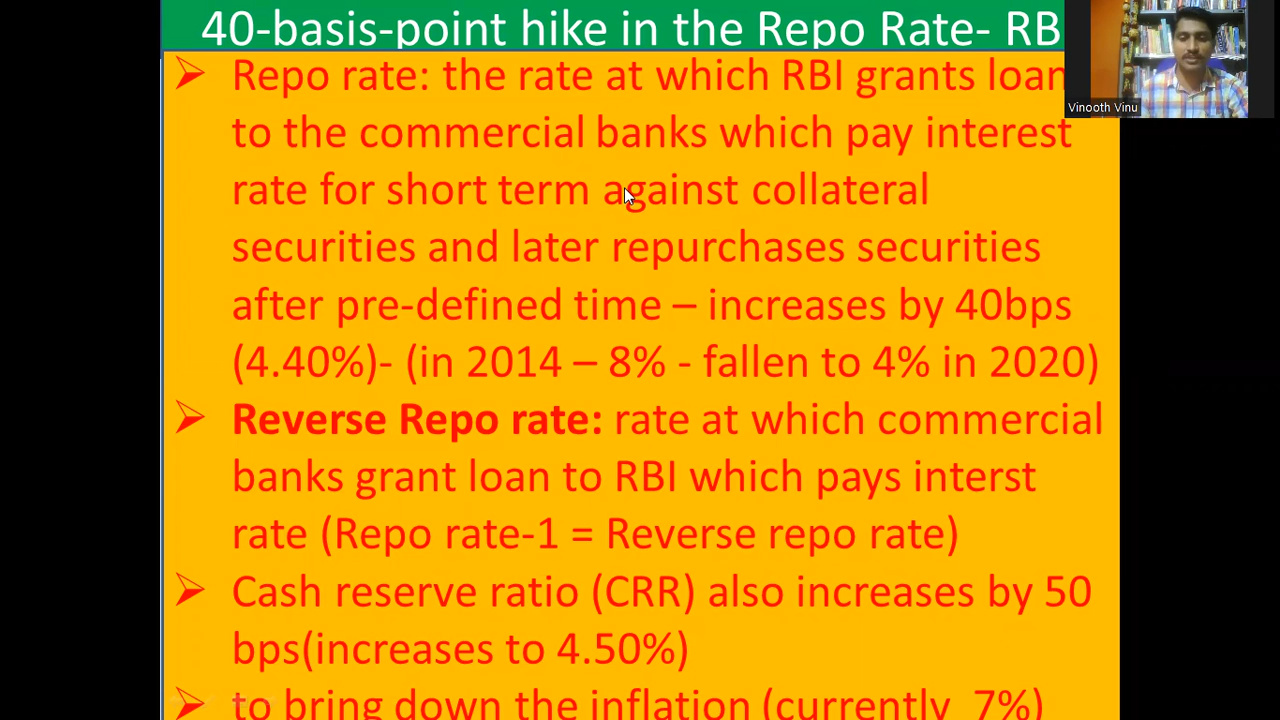 40-basis-point hike in the Repo Rate- RB
Vinooth Vinu
➢ Repo rate: the rate at which RBI grants loan
to the commercial banks which pay interest
rate for short term against collateral
securities and later repurchases securities
after pre-defined time – increases by 40bps
(4.40%)- (in 2014 – 8% - fallen to 4% in 2020)
➢ Reverse Repo rate: rate at which commercial
banks grant loan to RBI which pays interst
rate (Repo rate-1 = Reverse repo rate)
➢ Cash reserve ratio (CRR) also increases by 50
bps(increases to 4.50%)
➢ to bring down the inflation (currently 7%)